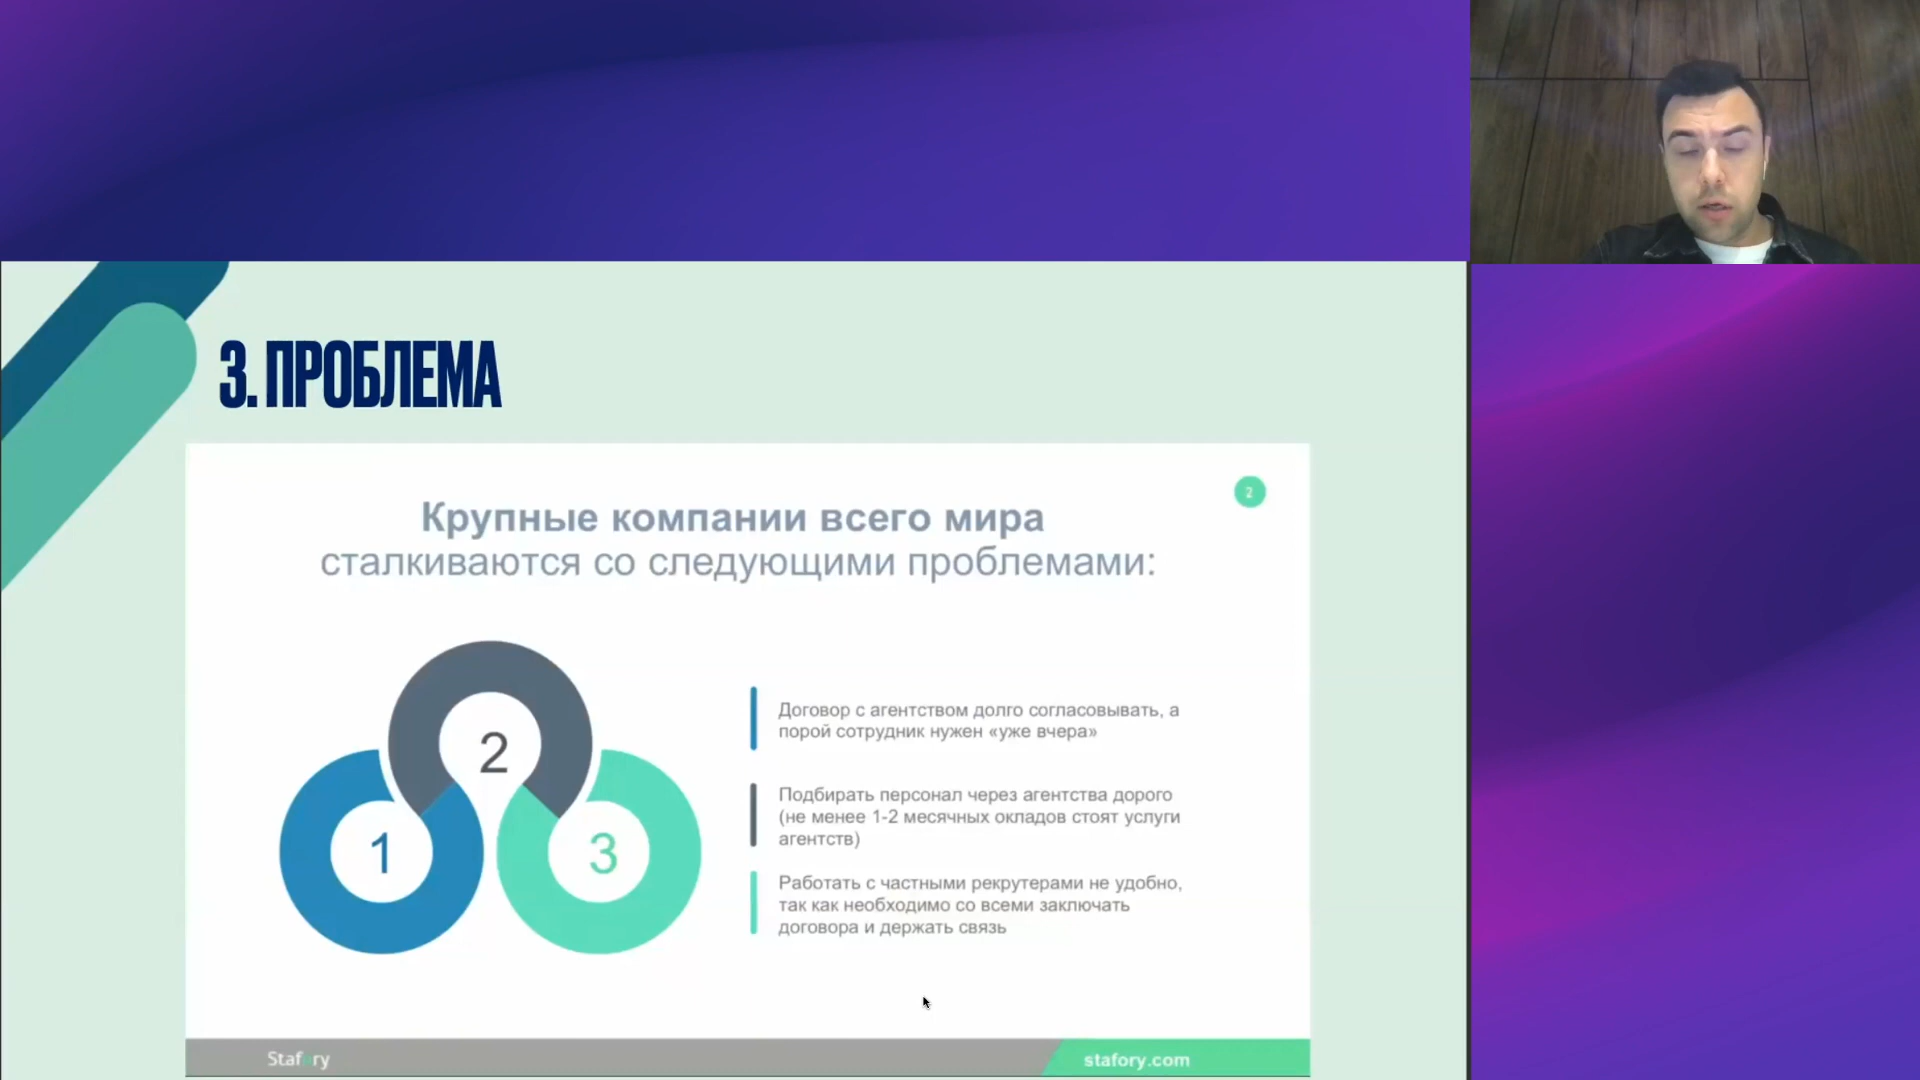 3. ПРОБЛЕМА
2
Крупные компании всего мира
сталкиваются со следующими проблемами:
1
2
3
Договор с агентством долго согласовывать, а
порой сотрудник нужен «уже вчера»
Подбирать персонал через агентства дорого
(не менее 1-2 месячных окладов стоят услуги
агентств)
Работать с частными рекрутерами не удобно,
так как необходимо со всеми заключать
договора и держать связь
Stafory
stafory.com